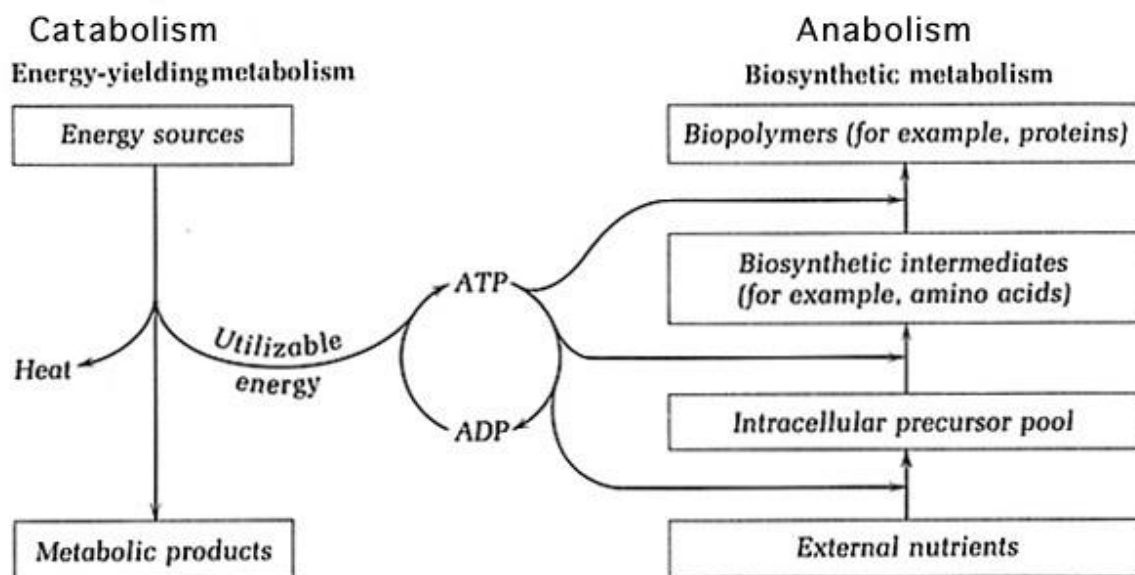 Catabolism
Energy-yielding metabolism
Energy sources
Heat
Utilizable
energy
Metabolic products
ATP
ADP
Anabolism
Biosynthetic metabolism
Biopolymers (for example, proteins)
Biosynthetic intermediates
(for example, amino acids)
Intracellular precursor pool
External nutrients